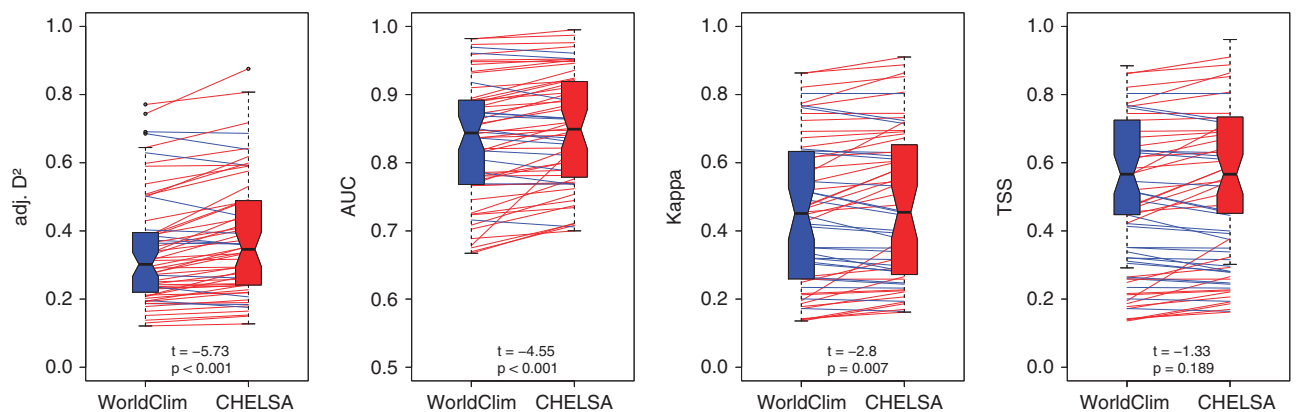 adj. D²
1.0
0.8
0.6
0.4
0.2
0.0
t = −5.73
p < 0.001
WorldClim CHELSA
AUC
1.0
0.9
0.8
0.7
0.6
0.5
t = −4.55
p < 0.001
WorldClim CHELSA
Kappa
1.0
0.8
0.6
0.4
0.2
0.0
t = −2.8
p = 0.007
WorldClim CHELSA
TSS
1.0
0.8
0.6
0.4
0.2
0.0
t = −1.33
p = 0.189
WorldClim CHELSA